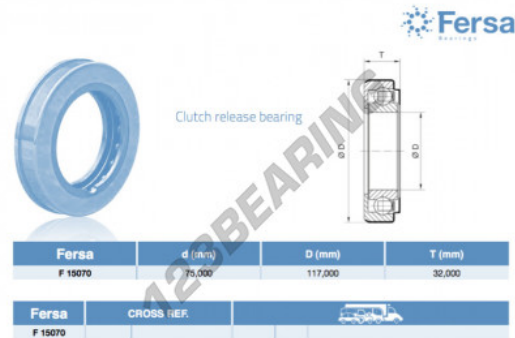 Fersa
Bearings
T
Clutch release bearing
Ø D
Ø D
123BEARING
Fersa d (mm) D (mm) T (mm)
F 15070 75,000 117,000 32,000
Fersa CROSS REF.
F 15070